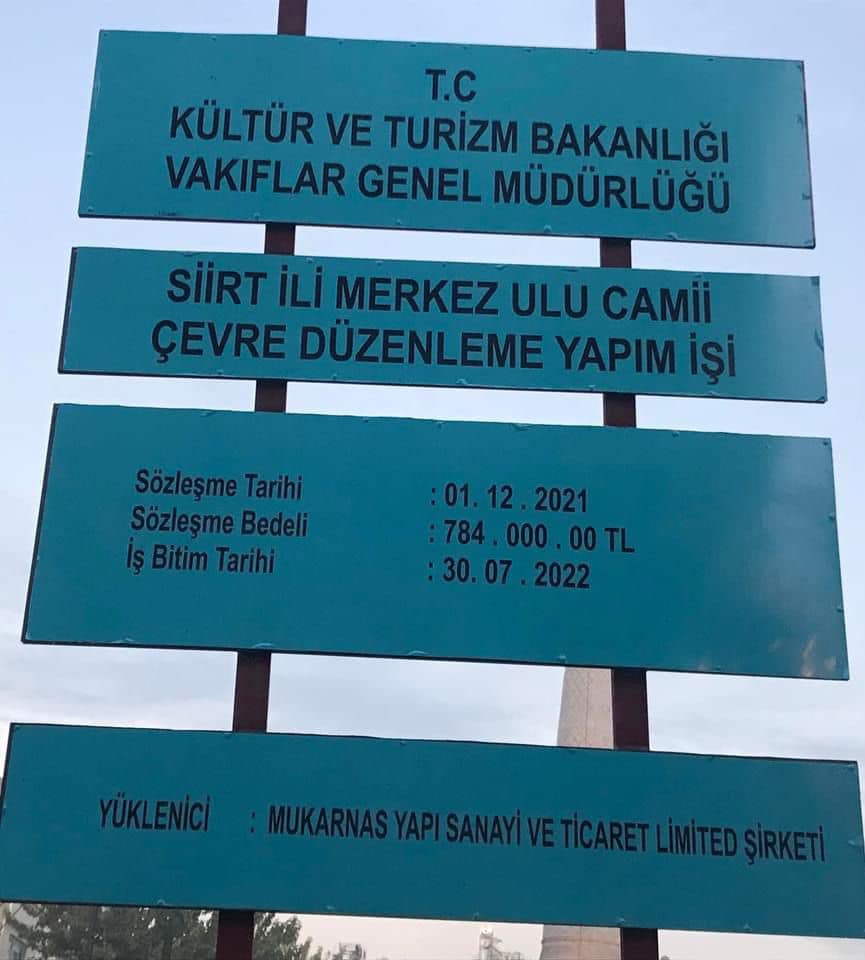 T.C
KÜLTÜR VE TURİZM BAKANLIĞI
VAKIFLAR GENEL MÜDÜRLÜĞÜ
SİİRT İLİ MERKEZ ULU CAMİİ
ÇEVRE DÜZENLEME YAPIM İŞİ
Sözleşme Tarihi : 01. 12 . 2021
Sözleşme Bedeli : 784 . 000 . 00 TL
İş Bitim Tarihi : 30. 07 . 2022
YÜKLENİCİ : MUKARNAS YAPI SANAYİ VE TİCARET LİMİTED ŞİRKETİ